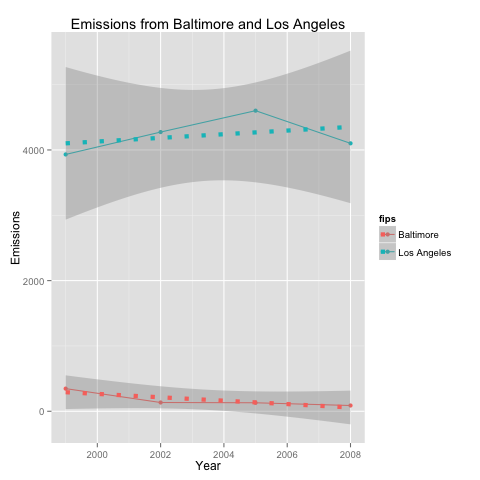 Emissions from Baltimore and Los Angeles
Emissions
4000
2000
0
2000
2002
2004
2006
2008
Year
fips
Baltimore
Los Angeles